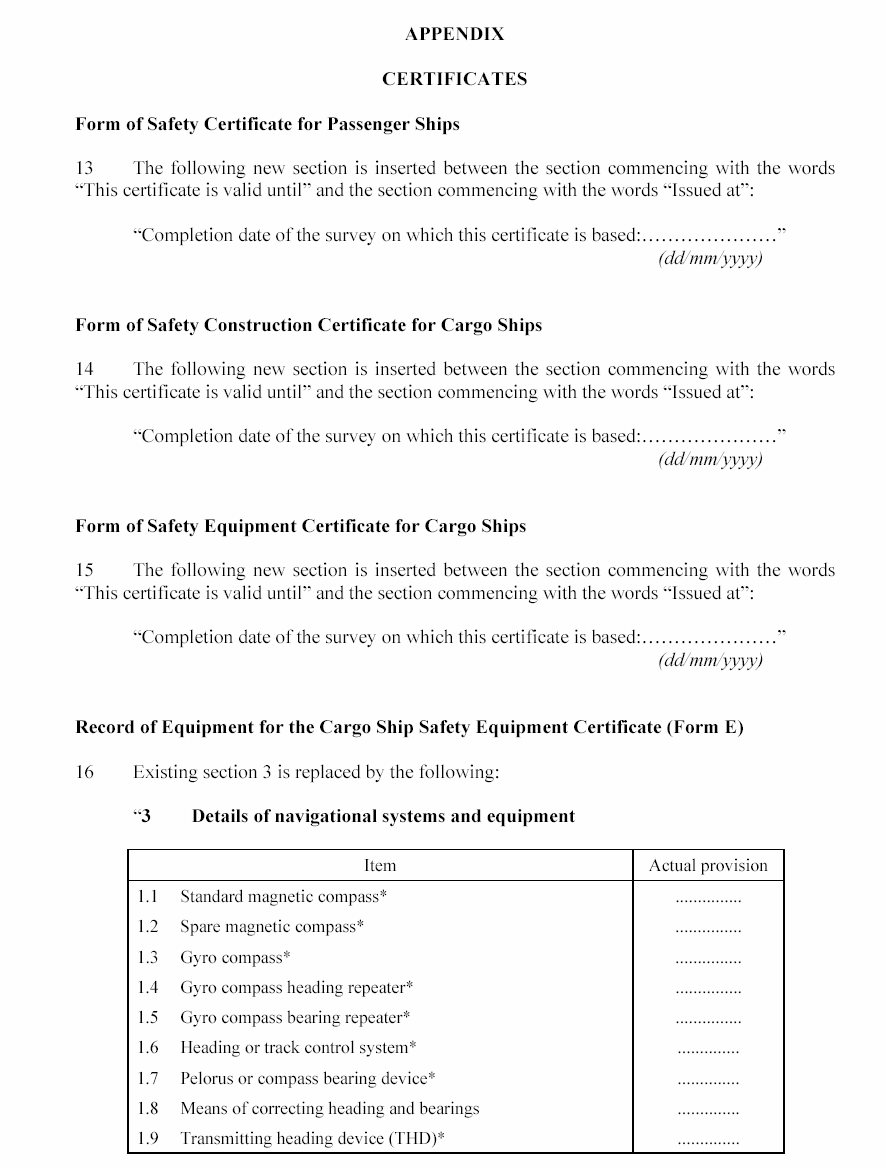 APPENDIX
CERTIFICATES
Form of Safety Certificate for Passenger Ships
13 The following new section is inserted between the section commencing with the words
“This certificate is valid until” and the section commencing with the words “Issued at”:
“Completion date of the survey on which this certificate is based:…………………”
(dd/mm/yyyy)
Form of Safety Construction Certificate for Cargo Ships
14 The following new section is inserted between the section commencing with the words
“This certificate is valid until” and the section commencing with the words “Issued at”:
“Completion date of the survey on which this certificate is based:…………………”
(dd/mm/yyyy)
Form of Safety Equipment Certificate for Cargo Ships
15 The following new section is inserted between the section commencing with the words
“This certificate is valid until” and the section commencing with the words “Issued at”:
“Completion date of the survey on which this certificate is based:…………………”
(dd/mm/yyyy)
Record of Equipment for the Cargo Ship Safety Equipment Certificate (Form E)
16 Existing section 3 is replaced by the following:
“3 Details of navigational systems and equipment
Item Actual provision
1.1 Standard magnetic compass* ...............
1.2 Spare magnetic compass* ...............
1.3 Gyro compass* ...............
1.4 Gyro compass heading repeater* ...............
1.5 Gyro compass bearing repeater* ...............
1.6 Heading or track control system* ..............
1.7 Pelorus or compass bearing device* ..............
1.8 Means of correcting heading and bearings ..............
1.9 Transmitting heading device (THD)* ..............